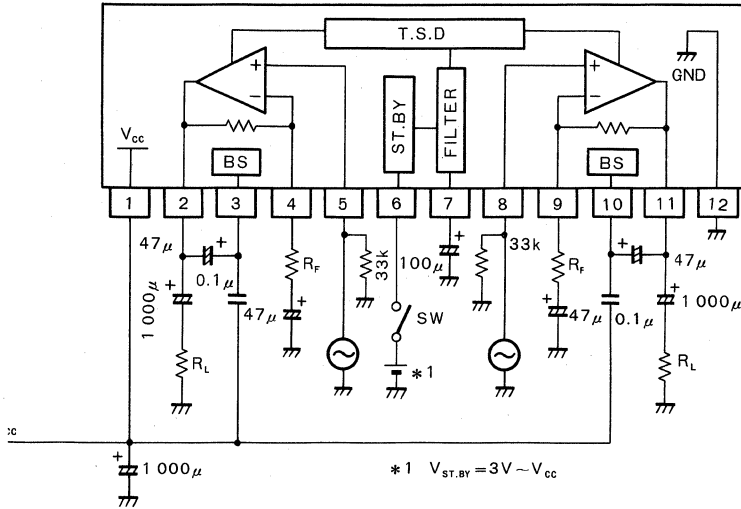 T.S.D
+
−
ST.BY
FILTER
+
−
GND
VCC
BS
BS
1
2
3
4
5
6
7
8
9
10
11
12
47μ
+
RF
33k
100μ
+
33k
RF
+
47μ
+
1000μ
0.1μ
47μ
+
SW
+
47μ
0.1μ
+
1000μ
RL
*1
RL
cc
+
1000μ
*1 VST.BY=3V~VCC